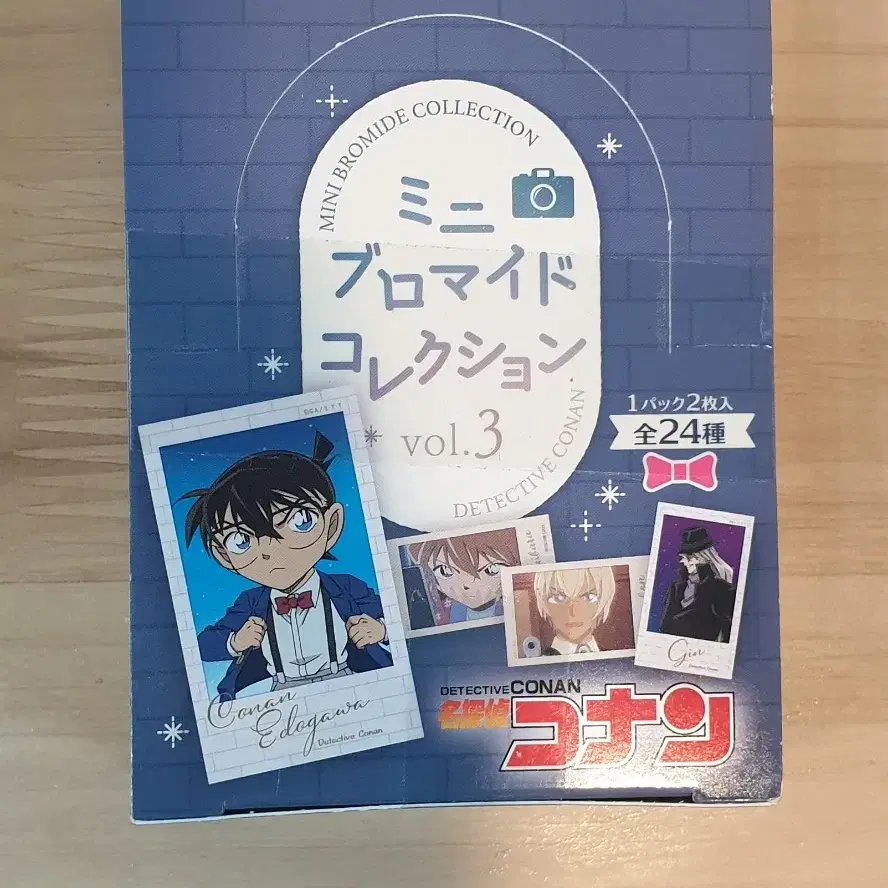 MINI BROMIDE COLLECTION
ミニ
ブロマイド
コレクション
vol.3
DETECTIVE CONAN
1パック2枚入
全24種
Conan
Edogawa
Detective Conan
Gin
DETECTIVE CONAN
名探偵
コナン